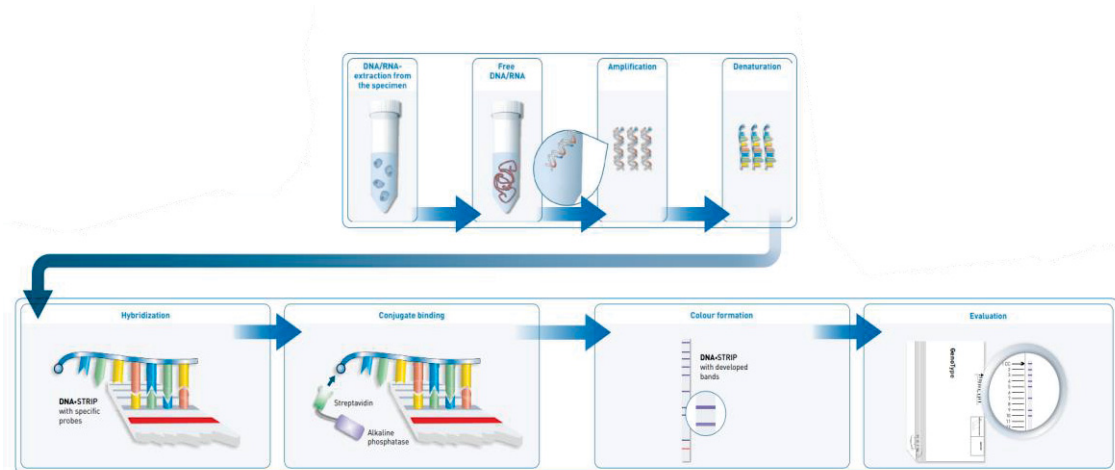 DNA/RNA-
extraction from
the specimen
Free
DNA/RNA
Amplification
Denaturation
Hybridization
DNA•STRIP
with specific
probes
Conjugate binding
Streptavidin
Alkaline
phosphatase
Colour formation
DNA•STRIP
with developed
bands
Evaluation
GenoType